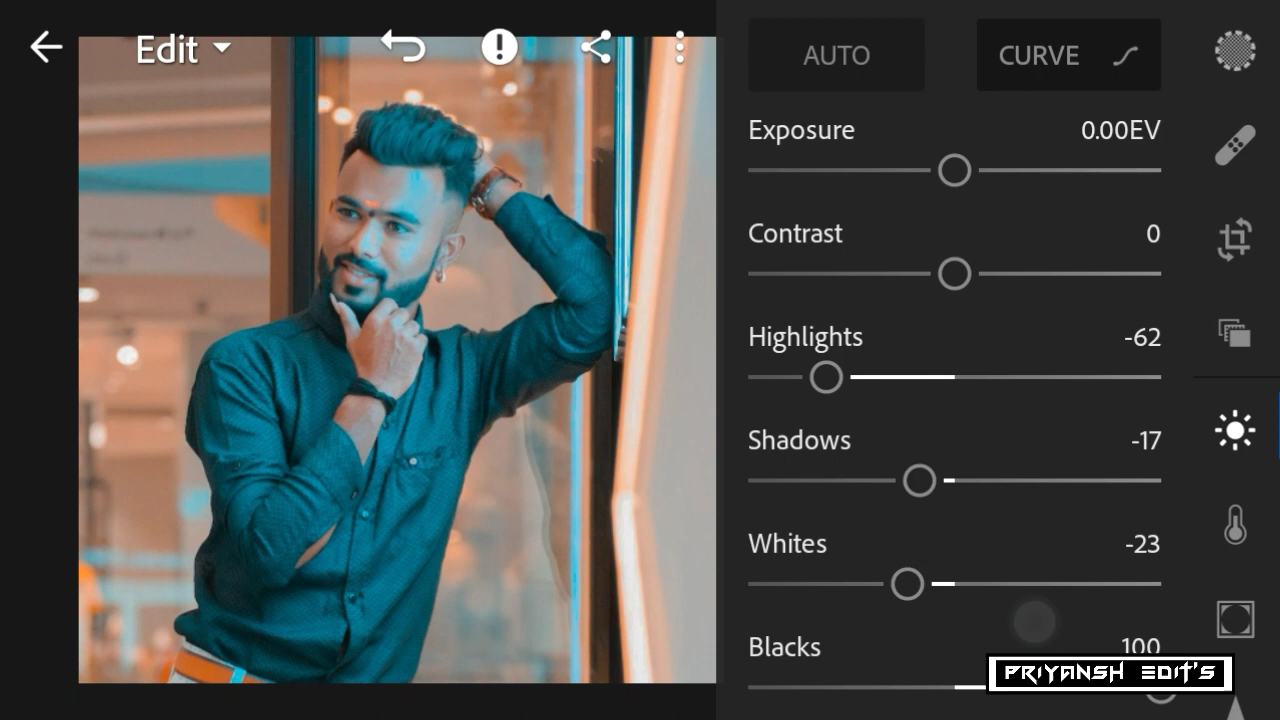 Edit
AUTO
CURVE
Exposure 0.00EV
Contrast 0
Highlights -62
Shadows -17
Whites -23
Blacks 100
PRIYANSH EDIT'S